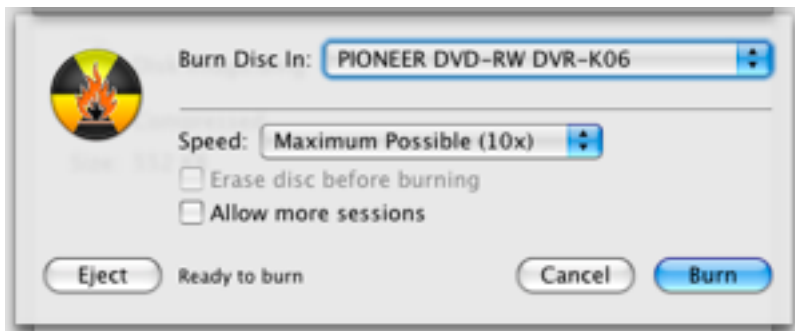 Burn Disc In: PIONEER DVD-RW DVR-K06
Speed: Maximum Possible (10x)
Erase disc before burning
Allow more sessions
Eject Ready to burn Cancel Burn